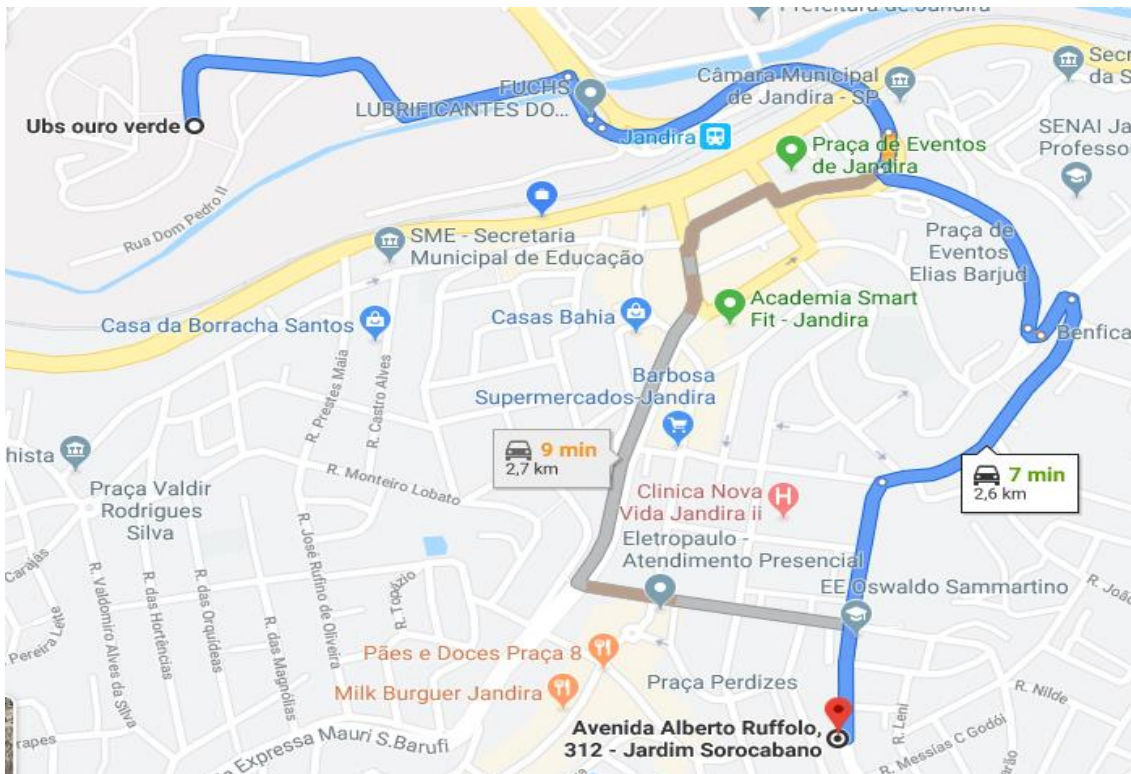 Prefeitura de Jandira
FUCHS
LUBRIFICANTES DO...
Câmara Municipal
de Jandira - SP
Ubs ouro verde
Jandira
Praça de Eventos
de Jandira
SENAI Ja
Professor
Rua Dom Pedro II
SME - Secretaria
Municipal de Educação
Praça de
Eventos
Elias Barjud
Casa da Borracha Santos
Casas Bahia
Academia Smart
Fit - Jandira
Benfica
R. Prestes Maia
R. Castro Alves
Barbosa
Supermercados-Jandira
hista
9 min
2,7 km
7 min
2,6 km
Praça Valdir
Rodrigues
Silva
R. Monteiro Lobato
Clinica Nova
Vida Jandira ii
Eletropaulo -
Atendimento Presencial
EE Oswaldo Sammartino
Carajás
R. Valdomiro Alves da Silva
R. das Hortências
R. das Orquídeas
R. José Rufino de Oliveira
R. das Magnólias
R. Topázio
R. João
Pereira Leite
Pães e Doces Praça 8
Milk Burguer Jandira
Praça Perdizes
R. Nilde
R. Leni
R. Messias C Godói
Avenida Alberto Ruffolo,
312 - Jardim Sorocabano
Expressa Mauri S.Barufi
rapes